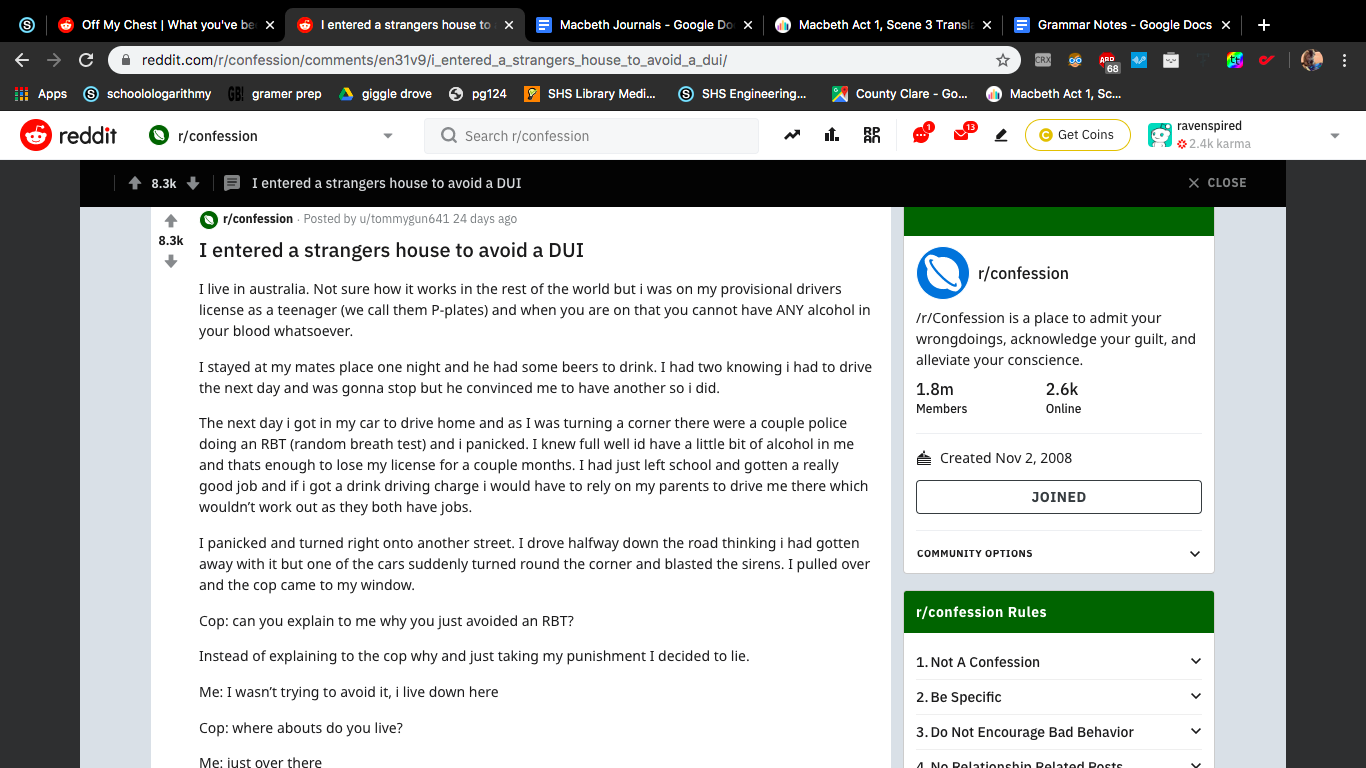 Off My Chest | What you've be
I entered a strangers house to
Macbeth Journals - Google Do
Macbeth Act 1, Scene 3 Transla
Grammar Notes - Google Docs
reddit.com/r/confession/comments/en31v9/i_entered_a_strangers_house_to_avoid_a_dui/
CRX
ABP
68
Apps
schoolologarithmy
GB!
gramer prep
giggle drove
pg124
SHS Library Medi...
SHS Engineering...
County Clare - Go...
Macbeth Act 1, Sc...
reddit
r/confession
Search r/confession
1
13
Get Coins
ravenspired
2.4k karma
8.3k
I entered a strangers house to avoid a DUI
CLOSE
r/confession · Posted by u/tommygun641 24 days ago
8.3k
I entered a strangers house to avoid a DUI
I live in australia. Not sure how it works in the rest of the world but i was on my provisional drivers
license as a teenager (we call them P-plates) and when you are on that you cannot have ANY alcohol in
your blood whatsoever.
I stayed at my mates place one night and he had some beers to drink. I had two knowing i had to drive
the next day and was gonna stop but he convinced me to have another so i did.
The next day i got in my car to drive home and as I was turning a corner there were a couple police
doing an RBT (random breath test) and i panicked. I knew full well id have a little bit of alcohol in me
and thats enough to lose my license for a couple months. I had just left school and gotten a really
good job and if i got a drink driving charge i would have to rely on my parents to drive me there which
wouldn't work out as they both have jobs.
I panicked and turned right onto another street. I drove halfway down the road thinking i had gotten
away with it but one of the cars suddenly turned round the corner and blasted the sirens. I pulled over
and the cop came to my window.
Cop: can you explain to me why you just avoided an RBT?
Instead of explaining to the cop why and just taking my punishment I decided to lie.
Me: I wasn't trying to avoid it, i live down here
Cop: where abouts do you live?
Me: just over there
r/confession
/r/Confession is a place to admit your
wrongdoings, acknowledge your guilt, and
alleviate your conscience.
1.8m
Members
2.6k
Online
Created Nov 2, 2008
JOINED
COMMUNITY OPTIONS
r/confession Rules
1. Not A Confession
2. Be Specific
3. Do Not Encourage Bad Behavior
4. No Relationship Related Posts